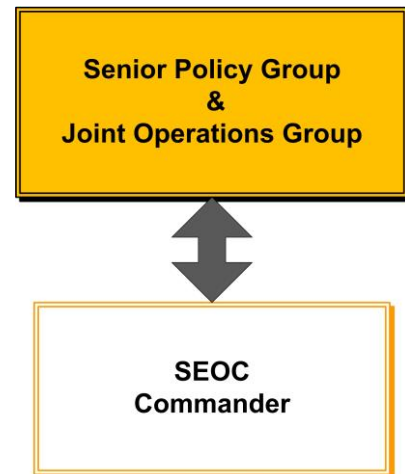 Senior Policy Group
&
Joint Operations Group
SEOC
Commander